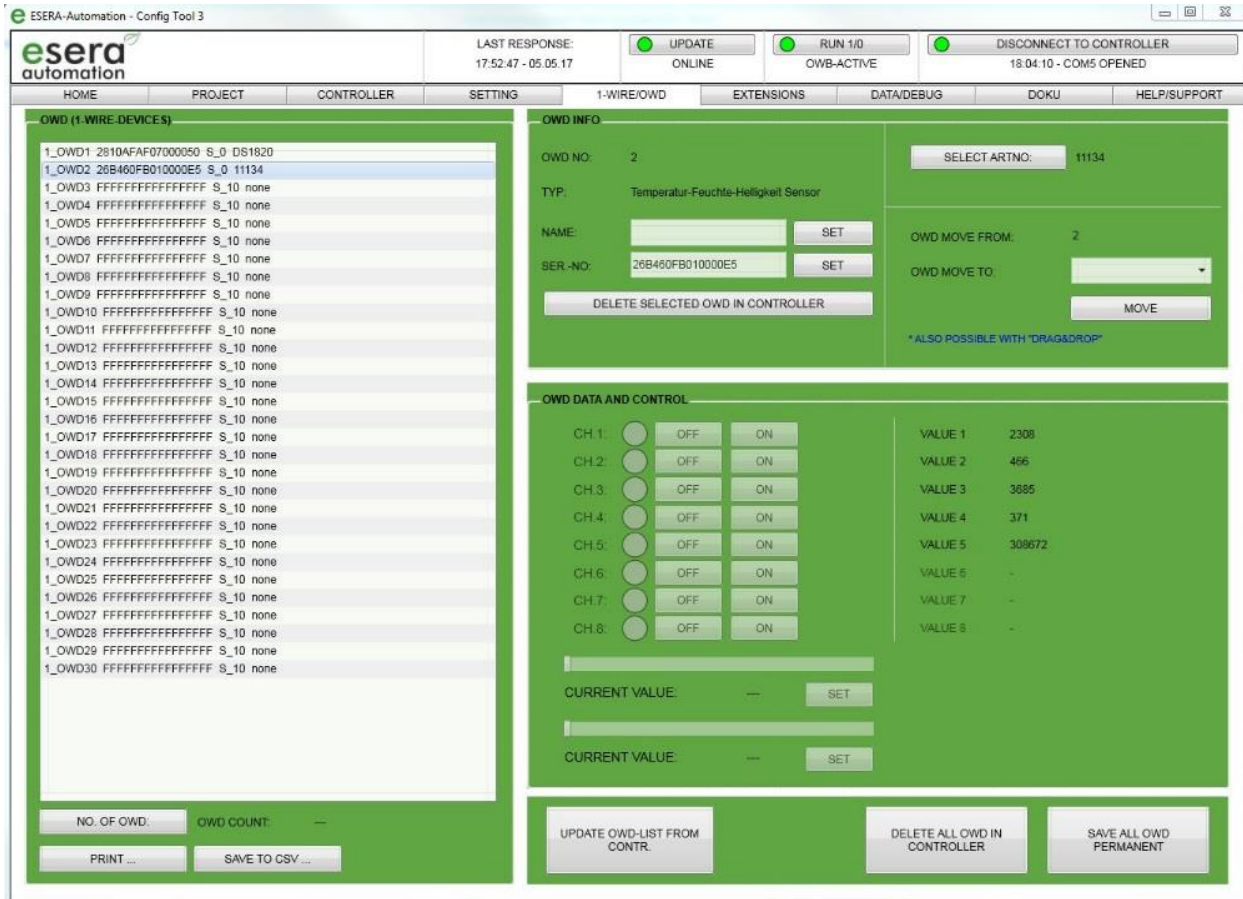 ESERA-Automation - Config Tool 3
esera
automation
LAST RESPONSE:
17:52:47 - 05.05.17
UPDATE
ONLINE
RUN 1/0
OWB-ACTIVE
DISCONNECT TO CONTROLLER
18:04:10 - COM5 OPENED
HOME PROJECT CONTROLLER SETTING 1-WIRE/OWD EXTENSIONS DATA/DEBUG DOKU HELP/SUPPORT
OWD (1-WIRE-DEVICES)
1_OWD1 2810AFAF07000050 S_0 DS1820
1_OWD2 26B460FB010000E5 S_0 11134
1_OWD3 FFFFFFFFFFFFFFFF S_10 none
1_OWD4 FFFFFFFFFFFFFFFF S_10 none
1_OWD5 FFFFFFFFFFFFFFFF S_10 none
1_OWD6 FFFFFFFFFFFFFFFF S_10 none
1_OWD7 FFFFFFFFFFFFFFFF S_10 none
1_OWD8 FFFFFFFFFFFFFFFF S_10 none
1_OWD9 FFFFFFFFFFFFFFFF S_10 none
1_OWD10 FFFFFFFFFFFFFFFF S_10 none
1_OWD11 FFFFFFFFFFFFFFFF S_10 none
1_OWD12 FFFFFFFFFFFFFFFF S_10 none
1_OWD13 FFFFFFFFFFFFFFFF S_10 none
1_OWD14 FFFFFFFFFFFFFFFF S_10 none
1_OWD15 FFFFFFFFFFFFFFFF S_10 none
1_OWD16 FFFFFFFFFFFFFFFF S_10 none
1_OWD17 FFFFFFFFFFFFFFFF S_10 none
1_OWD18 FFFFFFFFFFFFFFFF S_10 none
1_OWD19 FFFFFFFFFFFFFFFF S_10 none
1_OWD20 FFFFFFFFFFFFFFFF S_10 none
1_OWD21 FFFFFFFFFFFFFFFF S_10 none
1_OWD22 FFFFFFFFFFFFFFFF S_10 none
1_OWD23 FFFFFFFFFFFFFFFF S_10 none
1_OWD24 FFFFFFFFFFFFFFFF S_10 none
1_OWD25 FFFFFFFFFFFFFFFF S_10 none
1_OWD26 FFFFFFFFFFFFFFFF S_10 none
1_OWD27 FFFFFFFFFFFFFFFF S_10 none
1_OWD28 FFFFFFFFFFFFFFFF S_10 none
1_OWD29 FFFFFFFFFFFFFFFF S_10 none
1_OWD30 FFFFFFFFFFFFFFFF S_10 none
NO. OF OWD: OWD COUNT: ---
PRINT ... SAVE TO CSV ...
OWD INFO
OWD NO: 2
TYP: Temperatur-Feuchte-Helligkeit Sensor
NAME: SET
SER.-NO: 26B460FB010000E5 SET
DELETE SELECTED OWD IN CONTROLLER
SELECT ARTNO: 11134
OWD MOVE FROM: 2
OWD MOVE TO:
MOVE
* ALSO POSSIBLE WITH "DRAG&DROP"
OWD DATA AND CONTROL
CH.1: OFF ON VALUE 1 2308
CH.2: OFF ON VALUE 2 466
CH.3: OFF ON VALUE 3 3685
CH.4: OFF ON VALUE 4 371
CH.5: OFF ON VALUE 5 308672
CH.6: OFF ON VALUE 6 -
CH.7: OFF ON VALUE 7 -
CH.8: OFF ON VALUE 8 -
CURRENT VALUE: --- SET
CURRENT VALUE: --- SET
UPDATE OWD-LIST FROM
CONTR.
DELETE ALL OWD IN
CONTROLLER
SAVE ALL OWD
PERMANENT